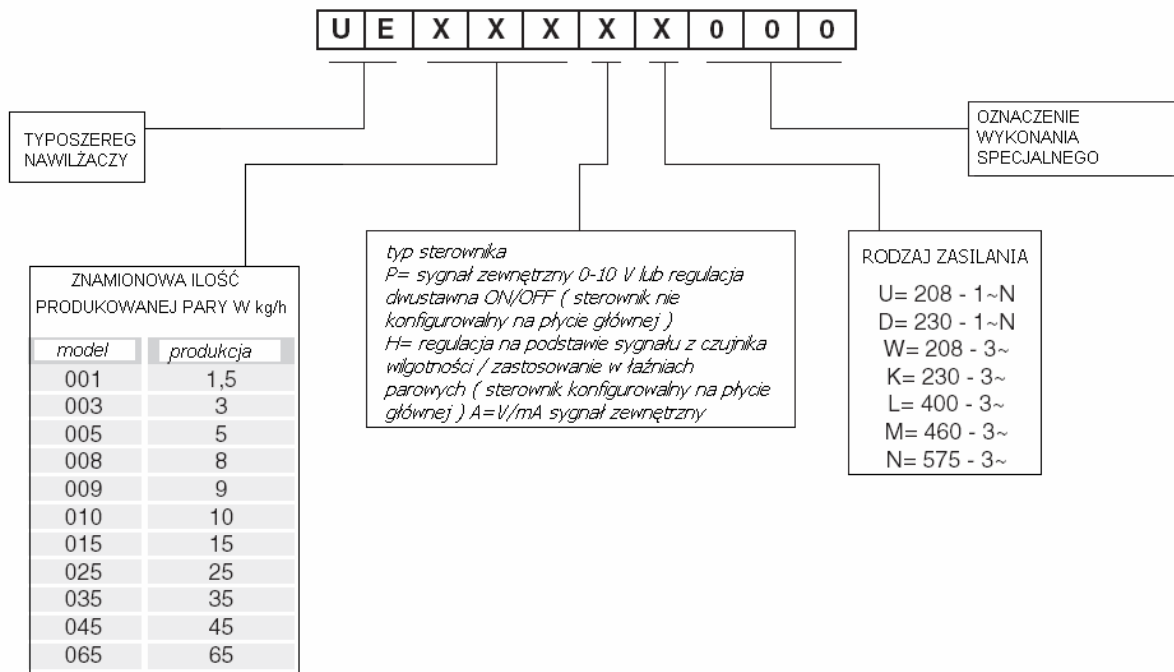 U E X X X X X 0 0 0
TYPOSZEREG
NAWILŻACZY
OZNACZENIE
WYKONANIA
SPECJALNEGO
ZNAMIONOWA ILOŚĆ
PRODUKOWANEJ PARY W kg/h
model produkcja
001 1,5
003 3
005 5
008 8
009 9
010 10
015 15
025 25
035 35
045 45
065 65
typ sterownika
P= sygnał zewnętrzny 0-10 V lub regulacja
dwustawna ON/OFF ( sterownik nie
konfigurowalny na płycie głównej )
H= regulacja na podstawie sygnału z czujnika
wilgotności / zastosowanie w łaźniach
parowych ( sterownik konfigurowalny na płycie
głównej ) A=V/mA sygnał zewnętrzny
RODZAJ ZASILANIA
U= 208 - 1~N
D= 230 - 1~N
W= 208 - 3~
K= 230 - 3~
L= 400 - 3~
M= 460 - 3~
N= 575 - 3~